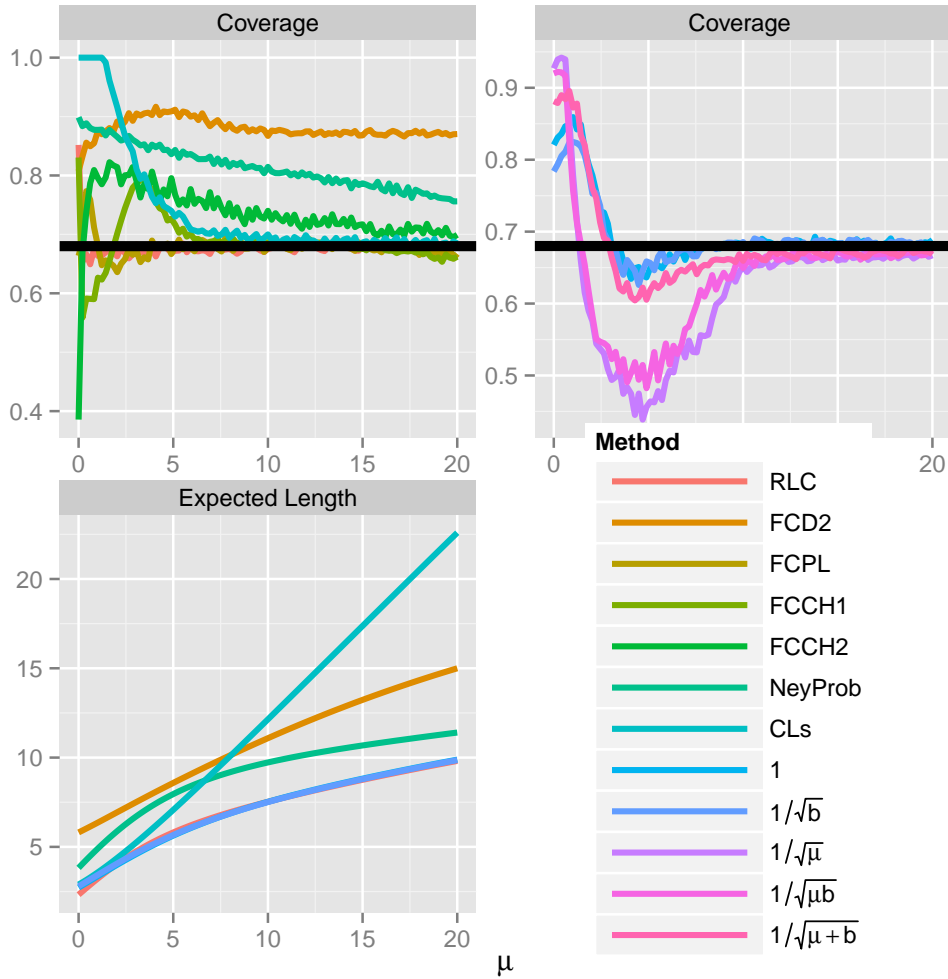 Coverage
1.0
0.8
0.6
0.4
0 5 10 15 20
Coverage
0.9
0.8
0.7
0.6
0.5
0 20
Expected Length
20
15
10
5
0 5 10 15 20
μ
Method
RLC
FCD2
FCPL
FCCH1
FCCH2
NeyProb
CLs
1
1/√b
1/√μ
1/√μb
1/√μ + b